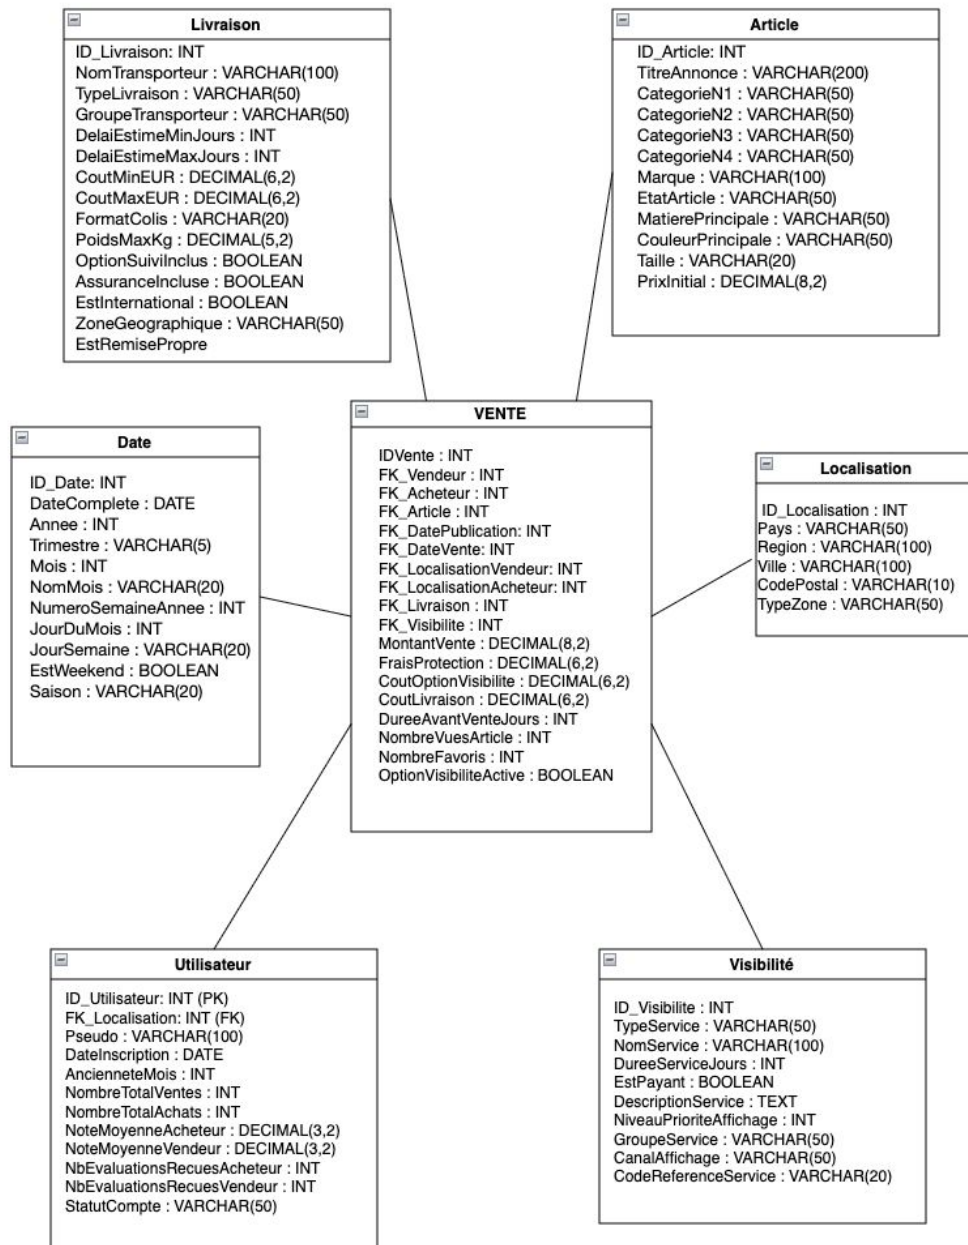 Livraison
ID_Livraison: INT
NomTransporteur : VARCHAR(100)
TypeLivraison : VARCHAR(50)
GroupeTransporteur : VARCHAR(50)
DelaiEstimeMinJours : INT
DelaiEstimeMaxJours : INT
CoutMinEUR : DECIMAL(6,2)
CoutMaxEUR : DECIMAL(6,2)
FormatColis : VARCHAR(20)
PoidsMaxKg : DECIMAL(5,2)
OptionSuiviInclus : BOOLEAN
AssuranceIncluse : BOOLEAN
EstInternational : BOOLEAN
ZoneGeographique : VARCHAR(50)
EstRemisePropre
Article
ID_Article: INT
TitreAnnonce : VARCHAR(200)
CategorieN1 : VARCHAR(50)
CategorieN2 : VARCHAR(50)
CategorieN3 : VARCHAR(50)
CategorieN4 : VARCHAR(50)
Marque : VARCHAR(100)
EtatArticle : VARCHAR(50)
MatierePrincipale : VARCHAR(50)
CouleurPrincipale : VARCHAR(50)
Taille : VARCHAR(20)
PrixInitial : DECIMAL(8,2)
Date
ID_Date: INT
DateComplete : DATE
Annee : INT
Trimestre : VARCHAR(5)
Mois : INT
NomMois : VARCHAR(20)
NumeroSemaineAnnee : INT
JourDuMois : INT
JourSemaine : VARCHAR(20)
EstWeekend : BOOLEAN
Saison : VARCHAR(20)
VENTE
IDVente : INT
FK_Vendeur : INT
FK_Acheteur : INT
FK_Article : INT
FK_DatePublication: INT
FK_DateVente: INT
FK_LocalisationVendeur: INT
FK_LocalisationAcheteur: INT
FK_Livraison : INT
FK_Visibilite : INT
MontantVente : DECIMAL(8,2)
FraisProtection : DECIMAL(6,2)
CoutOptionVisibilite : DECIMAL(6,2)
CoutLivraison : DECIMAL(6,2)
DureeAvantVenteJours : INT
NombreVuesArticle : INT
NombreFavoris : INT
OptionVisibiliteActive : BOOLEAN
Localisation
ID_Localisation : INT
Pays : VARCHAR(50)
Region : VARCHAR(100)
Ville : VARCHAR(100)
CodePostal : VARCHAR(10)
TypeZone : VARCHAR(50)
Utilisateur
ID_Utilisateur: INT (PK)
FK_Localisation: INT (FK)
Pseudo : VARCHAR(100)
DateInscription : DATE
AncienneteMois : INT
NombreTotalVentes : INT
NombreTotalAchats : INT
NoteMoyenneAcheteur : DECIMAL(3,2)
NoteMoyenneVendeur : DECIMAL(3,2)
NbEvaluationsRecuesAcheteur : INT
NbEvaluationsRecuesVendeur : INT
StatutCompte : VARCHAR(50)
Visibilité
ID_Visibilite : INT
TypeService : VARCHAR(50)
NomService : VARCHAR(100)
DureeServiceJours : INT
EstPayant : BOOLEAN
DescriptionService : TEXT
NiveauPrioriteAffichage : INT
GroupeService : VARCHAR(50)
CanalAffichage : VARCHAR(50)
CodeReferenceService : VARCHAR(20)